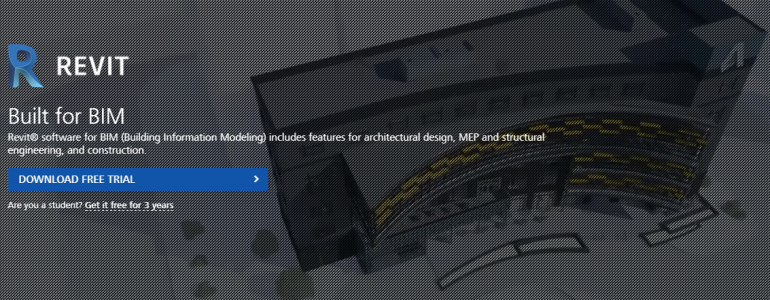 REVIT
Built for BIM
Revit® software for BIM (Building Information Modeling) includes features for architectural design, MEP and structural
engineering, and construction.
DOWNLOAD FREE TRIAL
Are you a student? Get it free for 3 years